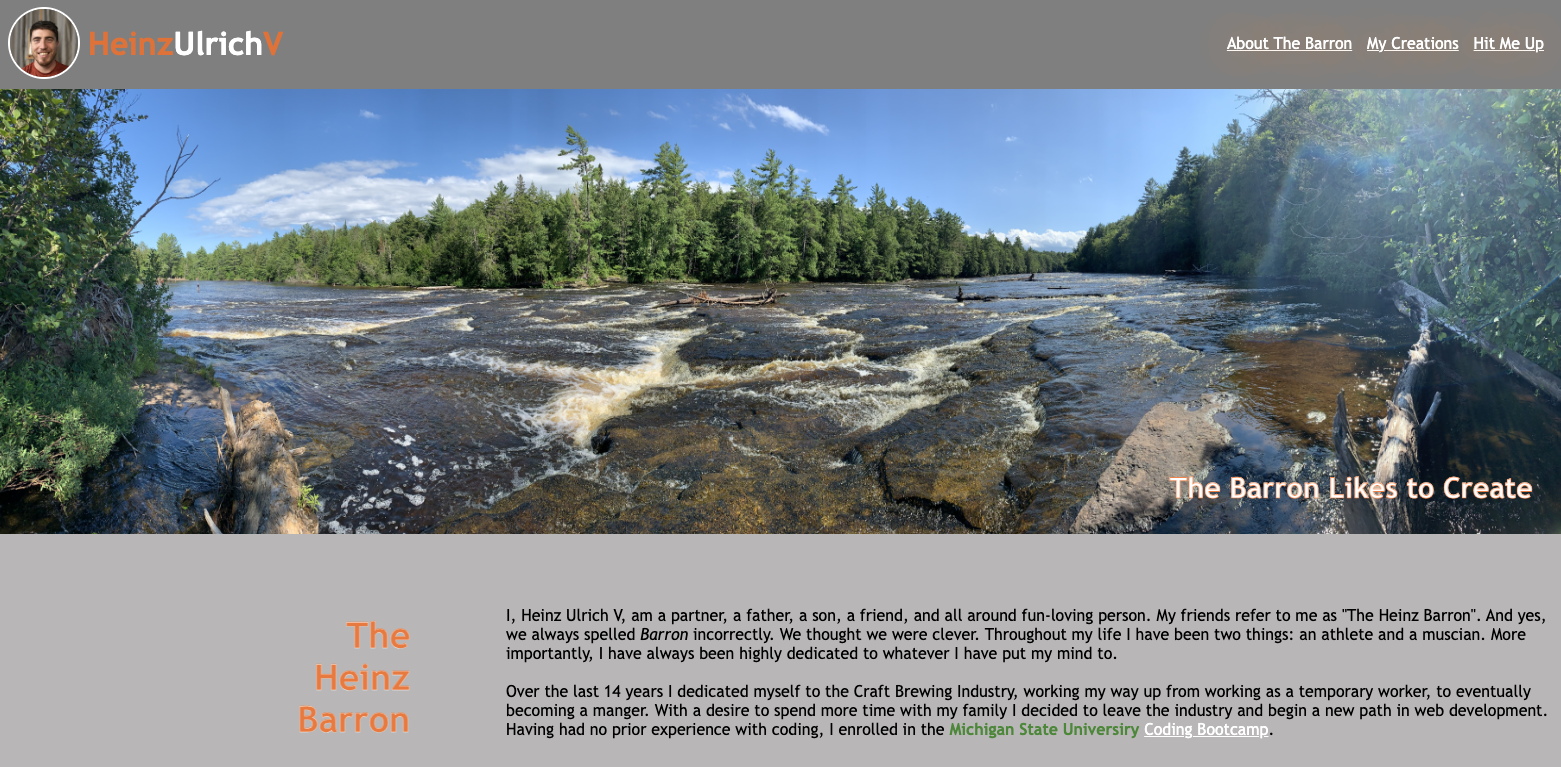 HeinzUlrichV
About The Barron My Creations Hit Me Up
The Barron Likes to Create
The
Heinz
Barron
I, Heinz Ulrich V, am a partner, a father, a son, a friend, and all around fun-loving person. My friends refer to me as "The Heinz Barron". And yes,
we always spelled Barron incorrectly. We thought we were clever. Throughout my life I have been two things: an athlete and a muscian. More
importantly, I have always been highly dedicated to whatever I have put my mind to.
Over the last 14 years I dedicated myself to the Craft Brewing Industry, working my way up from working as a temporary worker, to eventually
becoming a manger. With a desire to spend more time with my family I decided to leave the industry and begin a new path in web development.
Having had no prior experience with coding, I enrolled in the Michigan State Universiry Coding Bootcamp.